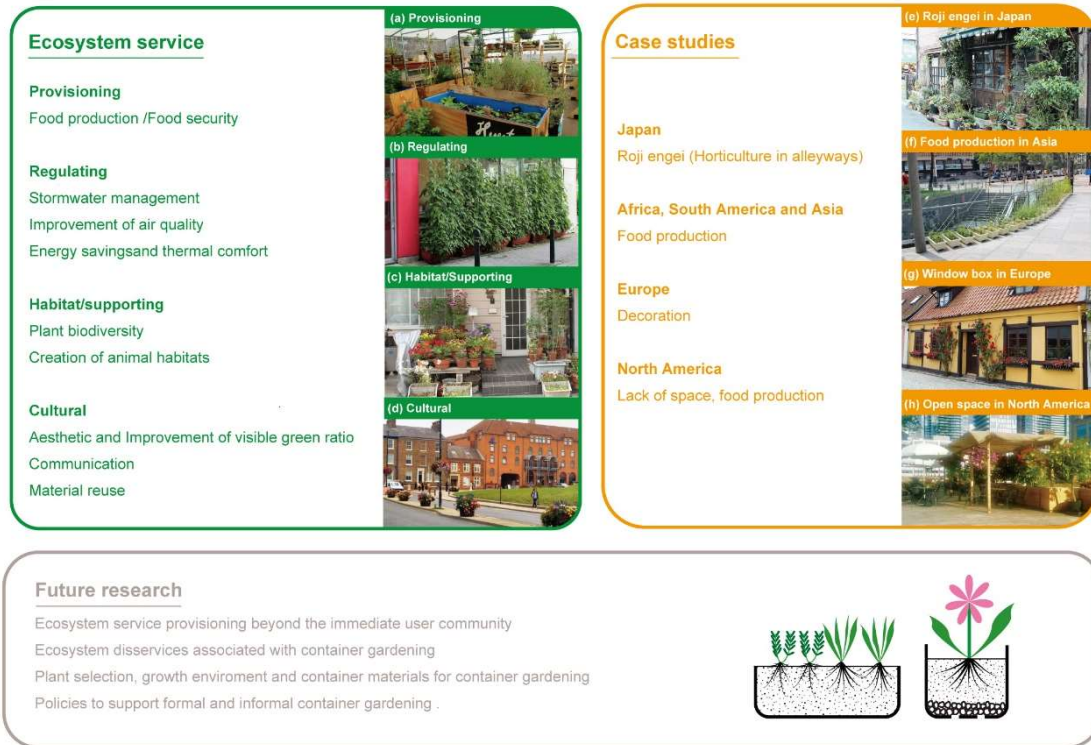 Ecosystem service
Provisioning
Food production /Food security
Regulating
Stormwater management
Improvement of air quality
Energy savingsand thermal comfort
Habitat/supporting
Plant biodiversity
Creation of animal habitats
Cultural
Aesthetic and Improvement of visible green ratio
Communication
Material reuse
(a) Provisioning
(b) Regulating
(c) Habitat/Supporting
(d) Cultural
Case studies
Japan
Roji engei (Horticulture in alleyways)
Africa, South America and Asia
Food production
Europe
Decoration
North America
Lack of space, food production
(e) Roji engei in Japan
(f) Food production in Asia
(g) Window box in Europe
(h) Open space in North America
Future research
Ecosystem service provisioning beyond the immediate user community
Ecosystem disservices associated with container gardening
Plant selection, growth enviroment and container materials for container gardening
Policies to support formal and informal container gardening .